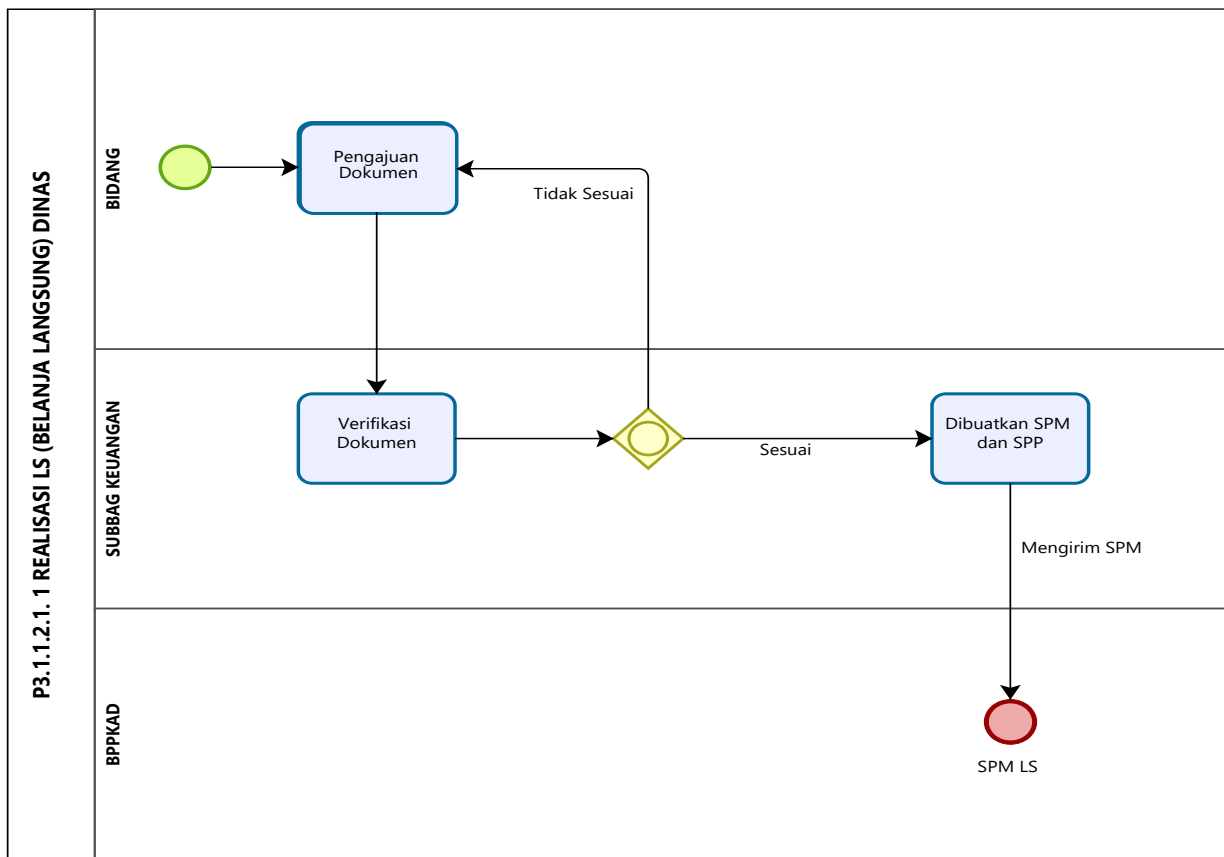 P3.1.1.2.1. 1 REALISASI LS (BELANJA LANGSUNG) DINAS
BIDANG
Pengajuan
Dokumen
Tidak Sesuai
SUBBAG KEUANGAN
Verifikasi
Dokumen
Sesuai
Dibuatkan SPM
dan SPP
Mengirim SPM
BPPKAD
SPM LS